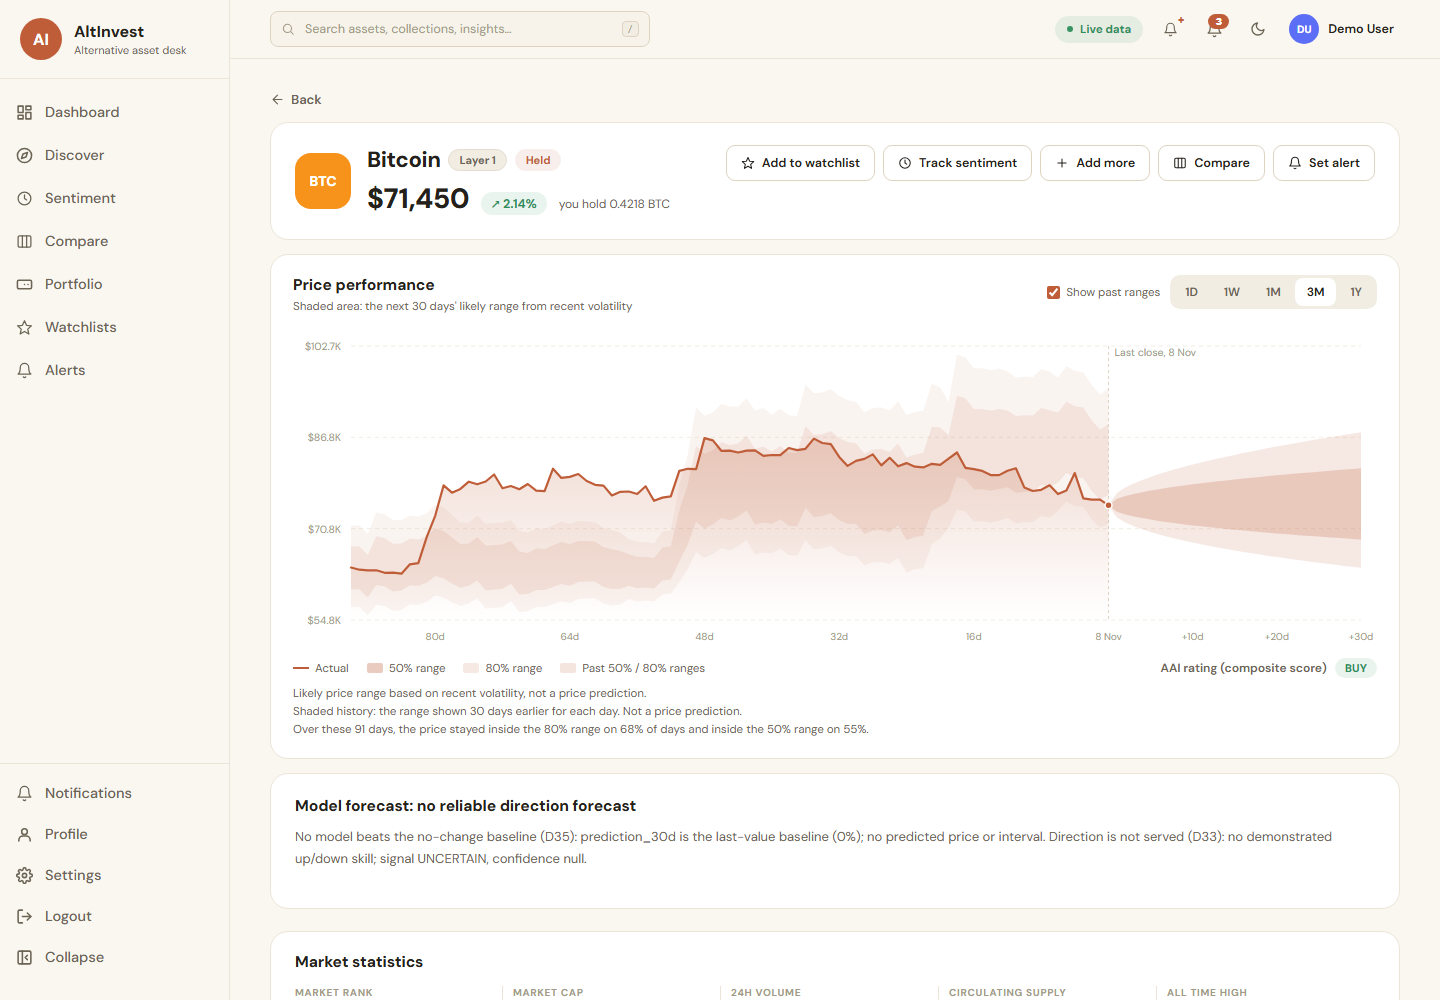 AI
AltInvest
Alternative asset desk
Search assets, collections, insights...
/
Live data
3
DU
Demo User
Dashboard
Discover
Sentiment
Compare
Portfolio
Watchlists
Alerts
Notifications
Profile
Settings
Logout
Collapse
Back
BTC
Bitcoin
Layer 1
Held
$71,450
↗ 2.14%
you hold 0.4218 BTC
Add to watchlist
Track sentiment
Add more
Compare
Set alert
Price performance
Shaded area: the next 30 days' likely range from recent volatility
Show past ranges
1D 1W 1M 3M 1Y
$102.7K
Last close, 8 Nov
$86.8K
$70.8K
$54.8K
80d 64d 48d 32d 16d 8 Nov +10d +20d +30d
Actual 50% range 80% range Past 50% / 80% ranges
AAI rating (composite score) BUY
Likely price range based on recent volatility, not a price prediction.
Shaded history: the range shown 30 days earlier for each day. Not a price prediction.
Over these 91 days, the price stayed inside the 80% range on 68% of days and inside the 50% range on 55%.
Model forecast: no reliable direction forecast
No model beats the no-change baseline (D35): prediction_30d is the last-value baseline (0%); no predicted price or interval. Direction is not served (D33): no demonstrated
up/down skill; signal UNCERTAIN, confidence null.
Market statistics
MARKET RANK MARKET CAP 24H VOLUME CIRCULATING SUPPLY ALL TIME HIGH